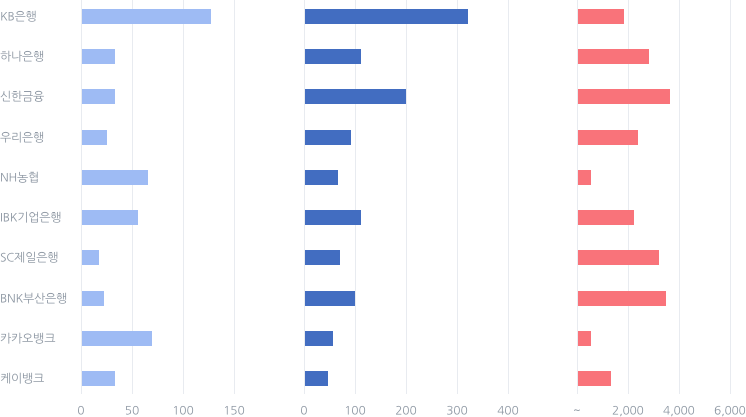 KB은행
하나은행
신한금융
우리은행
NH농협
IBK기업은행
SC제일은행
BNK부산은행
카카오뱅크
케이뱅크
0 50 100 150 0 100 200 300 400 ~ 2,000 4,000 6,000